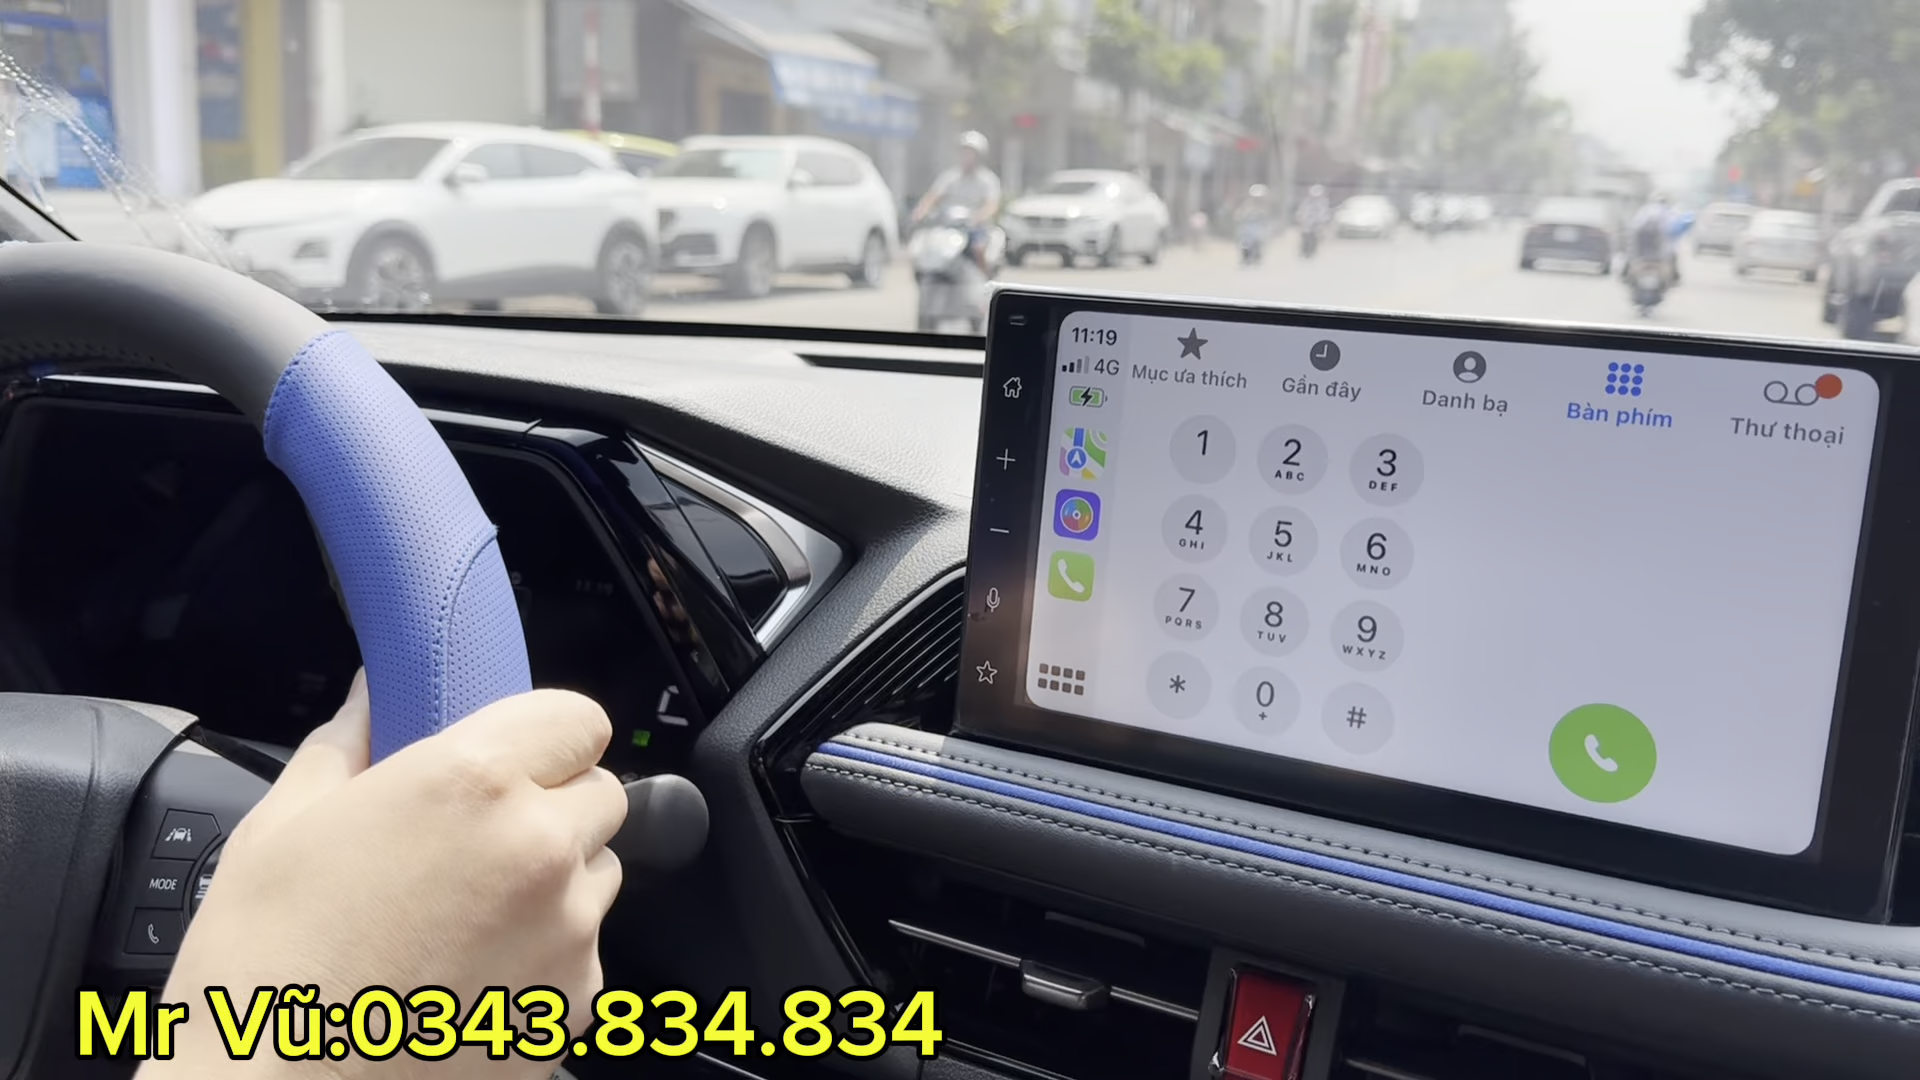 11:19
4G
Mục ưa thích
Gần đây
Danh bạ
Bàn phím
Thư thoại
1
2
ABC
3
DEF
4
GHI
5
JKL
6
MNO
7
PQRS
8
TUV
9
WXYZ
*
0
+
#
MODE
Mr Vũ:0343.834.834